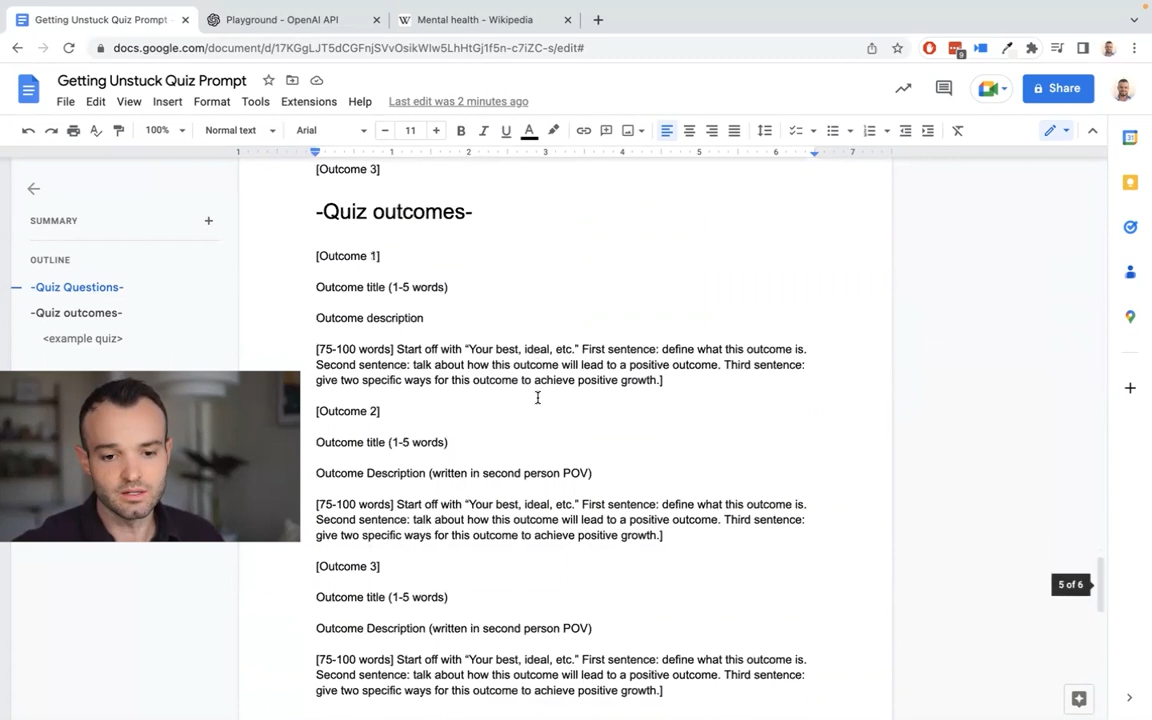 Getting Unstuck Quiz Prompt
Playground - OpenAI API
W Mental health - Wikipedia
docs.google.com/document/d/17KGgLJT5dCGFnjSVvOsikWIw5LhHtGj1f5n-c7iZC-s/edit#
9
Getting Unstuck Quiz Prompt
File Edit View Insert Format Tools Extensions Help Last edit was 2 minutes ago
Share
100% Normal text Arial 11 B I U A
1 1 2 3 4 5 6 7
SUMMARY
OUTLINE
-Quiz Questions-
-Quiz outcomes-
<example quiz>
[Outcome 3]
-Quiz outcomes-
[Outcome 1]
Outcome title (1-5 words)
Outcome description
[75-100 words] Start off with “Your best, ideal, etc.” First sentence: define what this outcome is.
Second sentence: talk about how this outcome will lead to a positive outcome. Third sentence:
give two specific ways for this outcome to achieve positive growth.]
[Outcome 2]
Outcome title (1-5 words)
Outcome Description (written in second person POV)
[75-100 words] Start off with “Your best, ideal, etc.” First sentence: define what this outcome is.
Second sentence: talk about how this outcome will lead to a positive outcome. Third sentence:
give two specific ways for this outcome to achieve positive growth.]
[Outcome 3]
Outcome title (1-5 words)
Outcome Description (written in second person POV)
[75-100 words] Start off with “Your best, ideal, etc.” First sentence: define what this outcome is.
Second sentence: talk about how this outcome will lead to a positive outcome. Third sentence:
give two specific ways for this outcome to achieve positive growth.]
5 of 6
31